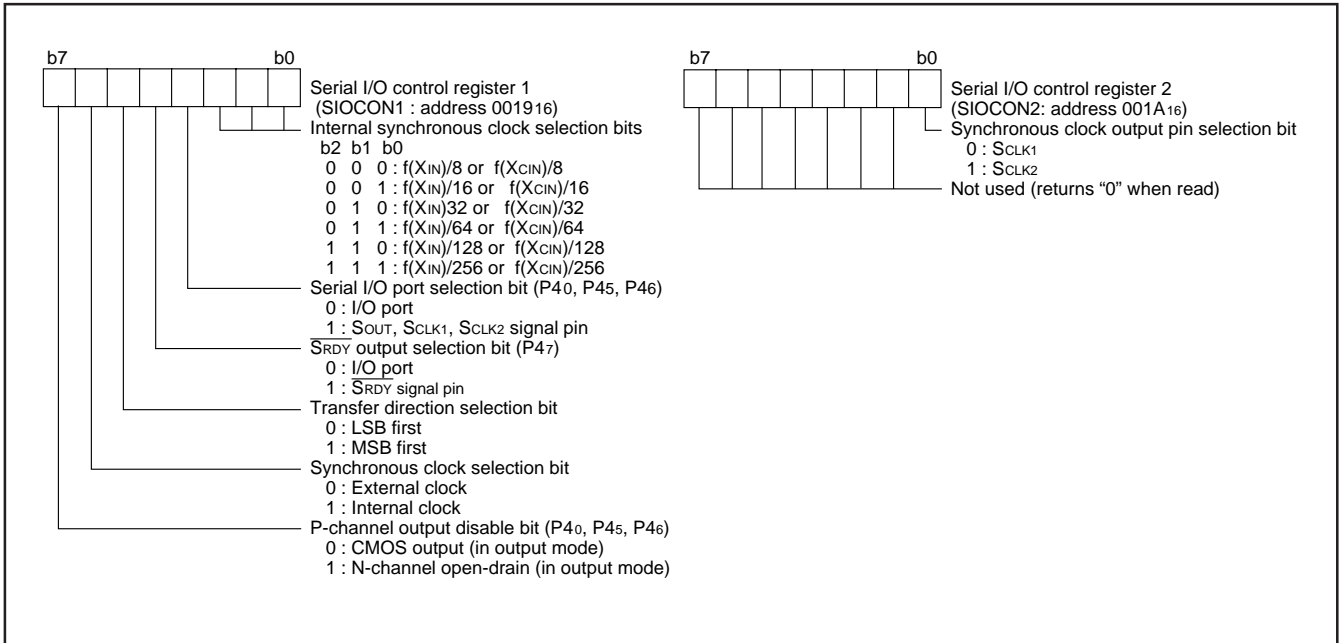 b7 b0
Serial I/O control register 1
(SIOCON1 : address 001916)
Internal synchronous clock selection bits
b2 b1 b0
0 0 0 : f(XIN)/8 or f(XCIN)/8
0 0 1 : f(XIN)/16 or f(XCIN)/16
0 1 0 : f(XIN)32 or f(XCIN)/32
0 1 1 : f(XIN)/64 or f(XCIN)/64
1 1 0 : f(XIN)/128 or f(XCIN)/128
1 1 1 : f(XIN)/256 or f(XCIN)/256
Serial I/O port selection bit (P40, P45, P46)
0 : I/O port
1 : SOUT, SCLK1, SCLK2 signal pin
SRDY output selection bit (P47)
0 : I/O port
1 : SRDY signal pin
Transfer direction selection bit
0 : LSB first
1 : MSB first
Synchronous clock selection bit
0 : External clock
1 : Internal clock
P-channel output disable bit (P40, P45, P46)
0 : CMOS output (in output mode)
1 : N-channel open-drain (in output mode)
b7 b0
Serial I/O control register 2
(SIOCON2: address 001A16)
Synchronous clock output pin selection bit
0 : SCLK1
1 : SCLK2
Not used (returns “0” when read)